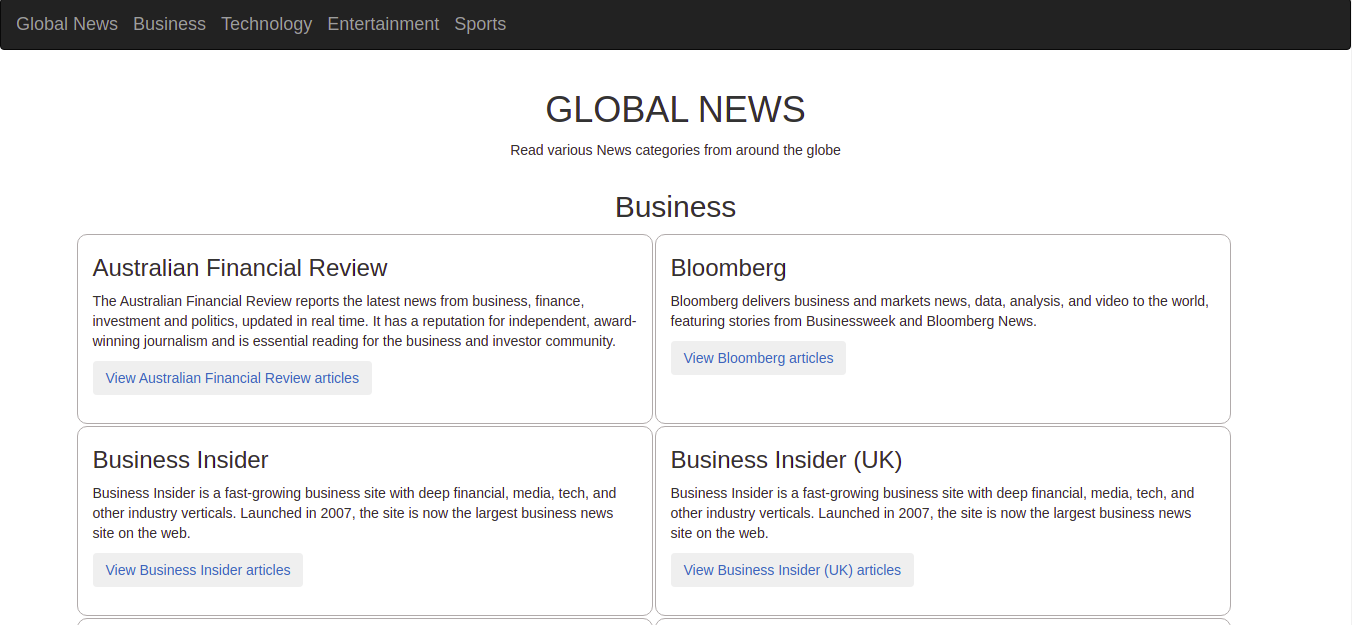 Global News Business Technology Entertainment Sports
GLOBAL NEWS
Read various News categories from around the globe
Business
Australian Financial Review
The Australian Financial Review reports the latest news from business, finance,
investment and politics, updated in real time. It has a reputation for independent, award-
winning journalism and is essential reading for the business and investor community.
View Australian Financial Review articles
Bloomberg
Bloomberg delivers business and markets news, data, analysis, and video to the world,
featuring stories from Businessweek and Bloomberg News.
View Bloomberg articles
Business Insider
Business Insider is a fast-growing business site with deep financial, media, tech, and
other industry verticals. Launched in 2007, the site is now the largest business news
site on the web.
View Business Insider articles
Business Insider (UK)
Business Insider is a fast-growing business site with deep financial, media, tech, and
other industry verticals. Launched in 2007, the site is now the largest business news
site on the web.
View Business Insider (UK) articles